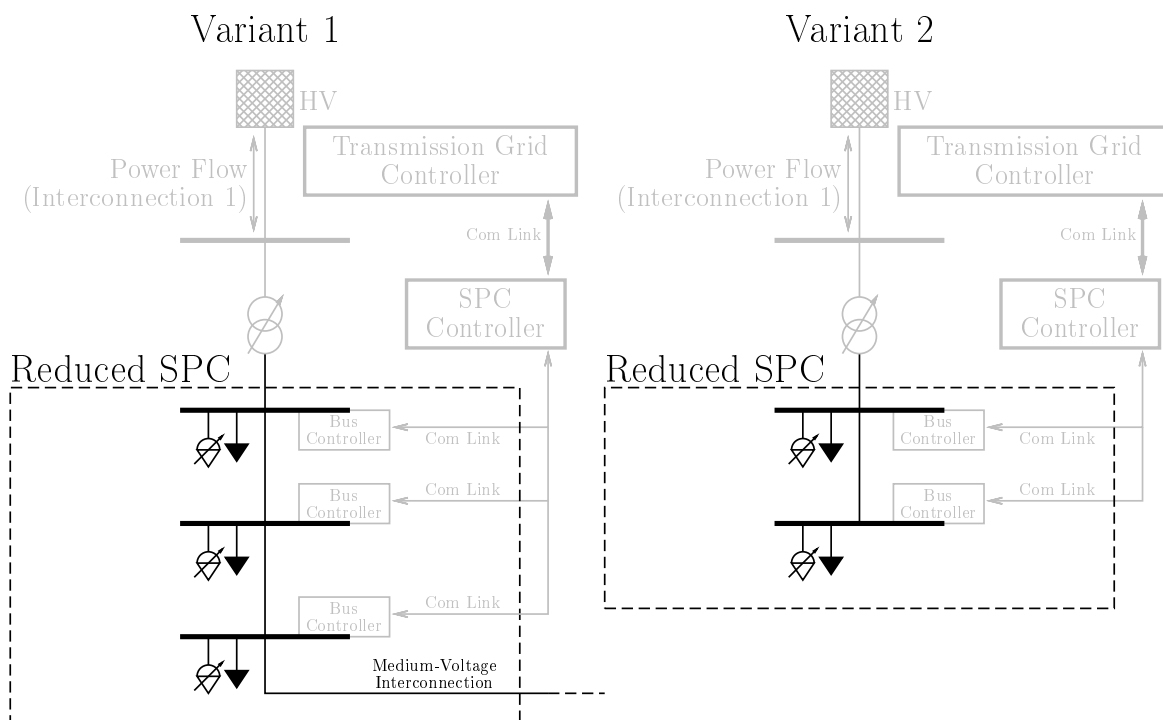 Variant 1
HV
Transmission Grid
Controller
Power Flow
(Interconnection 1)
Com Link
SPC
Controller
Reduced SPC
Bus
Controller
Com Link
Bus
Controller
Com Link
Bus
Controller
Com Link
Medium-Voltage
Interconnection
Variant 2
HV
Transmission Grid
Controller
Power Flow
(Interconnection 1)
Com Link
SPC
Controller
Reduced SPC
Bus
Controller
Com Link
Bus
Controller
Com Link